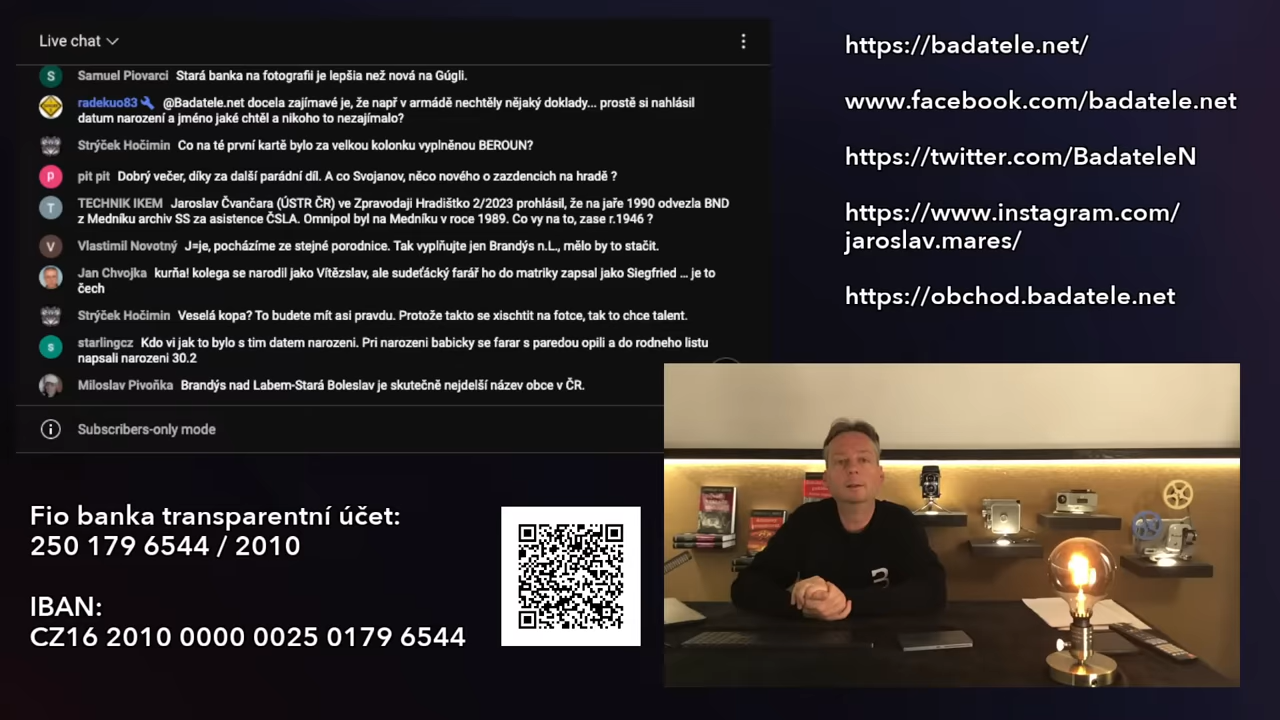 Live chat
S Samuel Piovarci Stará banka na fotografii je lepšia než nová na Gúgli.
radekuo83 @Badatele.net docela zajímavé je, že např v armádě nechtěly nějaký doklady... prostě si nahlásil
datum narození a jméno jaké chtěl a nikoho to nezajímalo?
Strýček Hočimin Co na té první kartě bylo za velkou kolonku vyplněnou BEROUN?
p pit pit Dobrý večer, díky za další parádní díl. A co Svojanov, něco nového o zazdencich na hradě ?
T TECHNIK IKEM Jaroslav Čvančara (ÚSTR ČR) ve Zpravodaji Hradištko 2/2023 prohlásil, že na jaře 1990 odvezla BND
z Medníku archiv SS za asistence ČSLA. Omnipol byl na Medníku v roce 1989. Co vy na to, zase r.1946 ?
V Vlastimil Novotný J=je, pocházíme ze stejné porodnice. Tak vyplňujte jen Brandýs n.L., mělo by to stačit.
Jan Chvojka kurňa! kolega se narodil jako Vítězslav, ale sudeťácký farář ho do matriky zapsal jako Siegfried ... je to
čech
Strýček Hočimin Veselá kopa? To budete mít asi pravdu. Protože takto se xischtit na fotce, tak to chce talent.
s starlingcz Kdo vi jak to bylo s tim datem narozeni. Pri narozeni babicky se farar s paredou opili a do rodneho listu
napsali narozeni 30.2
Miloslav Pivoňka Brandýs nad Labem-Stará Boleslav je skutečně nejdelší název obce v ČR.
Subscribers-only mode
https://badatele.net/
www.facebook.com/badatele.net
https://twitter.com/BadateleN
https://www.instagram.com/
jaroslav.mares/
https://obchod.badatele.net
Fio banka transparentní účet:
250 179 6544 / 2010
IBAN:
CZ16 2010 0000 0025 0179 6544